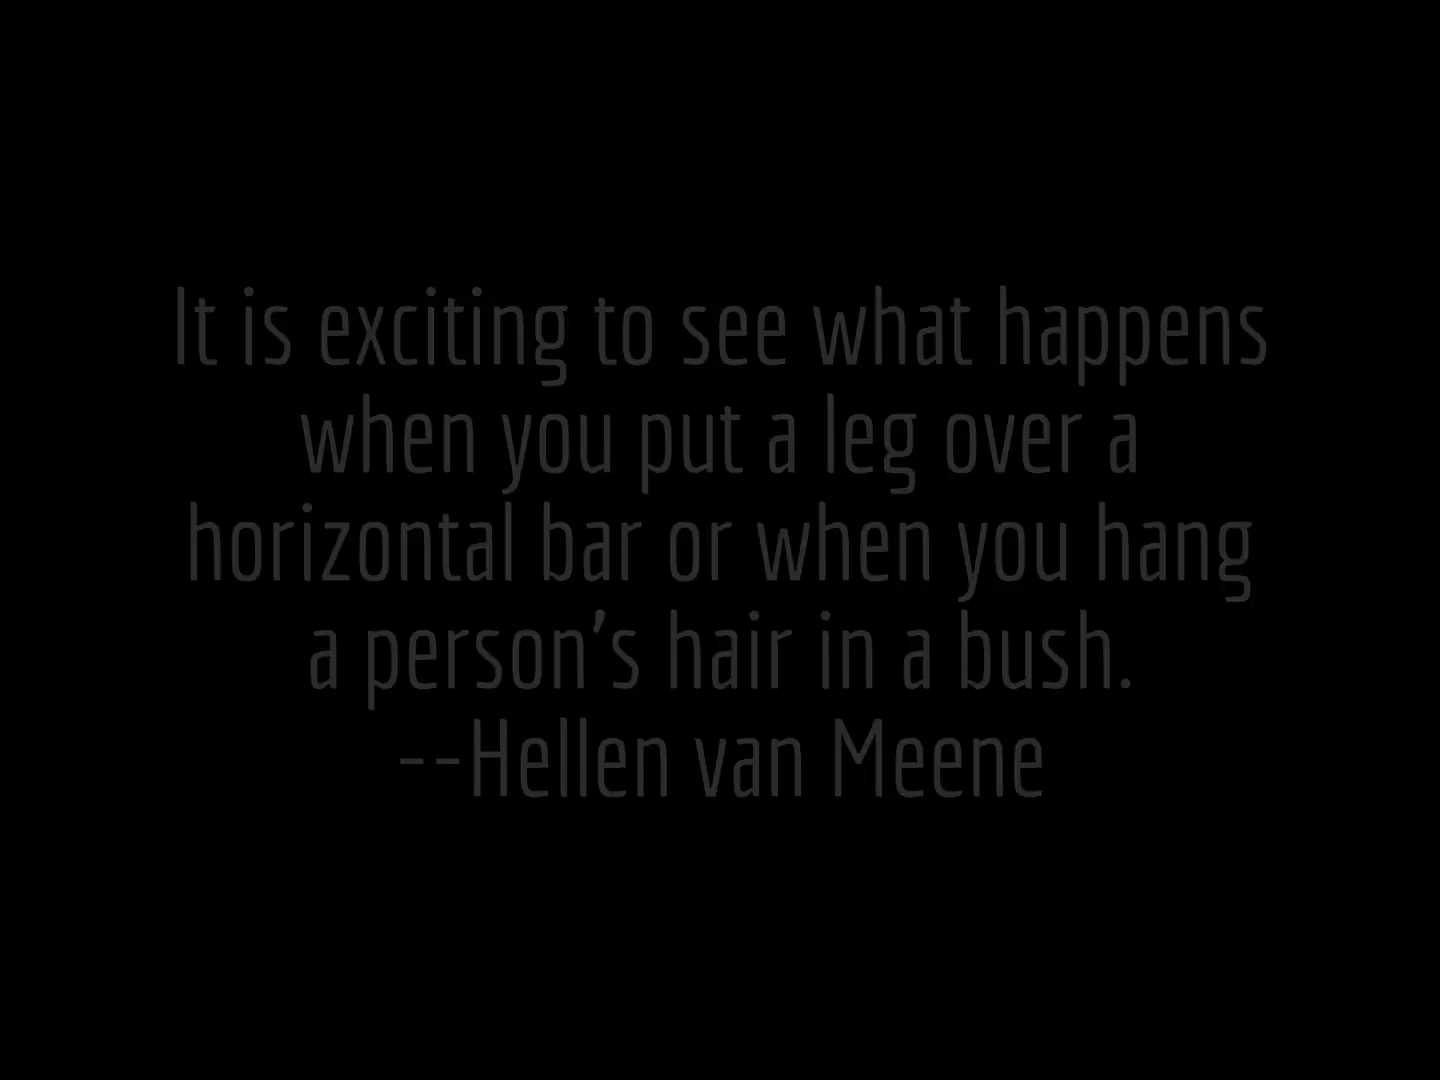 It is exciting to see what happens
when you put a leg over a
horizontal bar or when you hang
a person's hair in a bush.
--Hellen van Meene